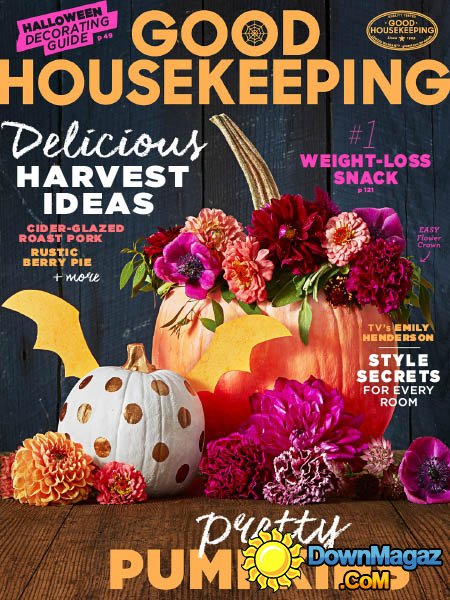 HALLOWEEN
DECORATING
GUIDE p 49
GOOD
HOUSEKEEPING
GOOD
HOUSEKEEPING
Delicious
HARVEST
IDEAS
CIDER-GLAZED
ROAST PORK
RUSTIC
BERRY PIE
+ more
#1
WEIGHT-LOSS
SNACK
p 121
EASY
Flower
Crown
TV's EMILY
HENDERSON
STYLE
SECRETS
FOR EVERY
ROOM
pretty
PUMPKINS
DownMagaz
.COM